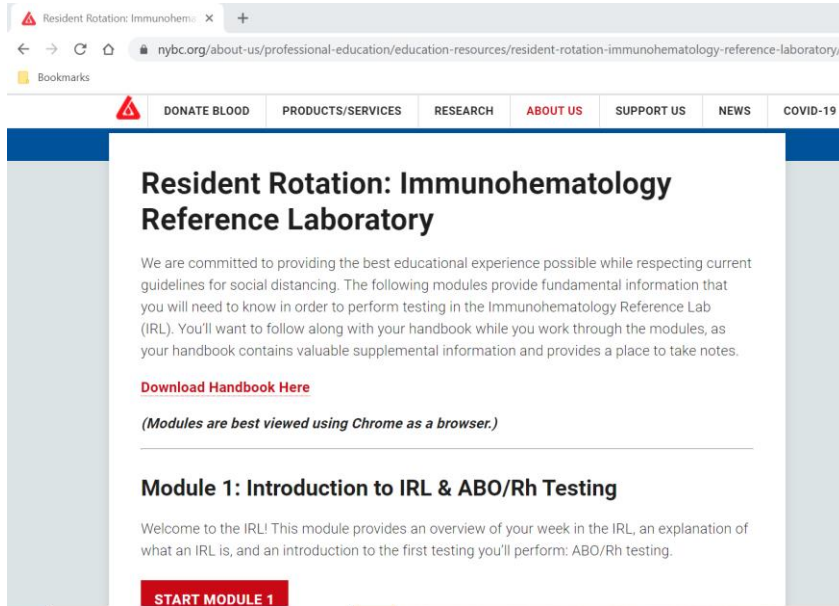 Resident Rotation: Immunohema
nybc.org/about-us/professional-education/education-resources/resident-rotation-immunohematology-reference-laboratory/
Bookmarks
DONATE BLOOD PRODUCTS/SERVICES RESEARCH ABOUT US SUPPORT US NEWS COVID-19
Resident Rotation: Immunohematology
Reference Laboratory
We are committed to providing the best educational experience possible while respecting current
guidelines for social distancing. The following modules provide fundamental information that
you will need to know in order to perform testing in the Immunohematology Reference Lab
(IRL). You'll want to follow along with your handbook while you work through the modules, as
your handbook contains valuable supplemental information and provides a place to take notes.
Download Handbook Here
(Modules are best viewed using Chrome as a browser.)
Module 1: Introduction to IRL & ABO/Rh Testing
Welcome to the IRL! This module provides an overview of your week in the IRL, an explanation of
what an IRL is, and an introduction to the first testing you'll perform: ABO/Rh testing.
START MODULE 1